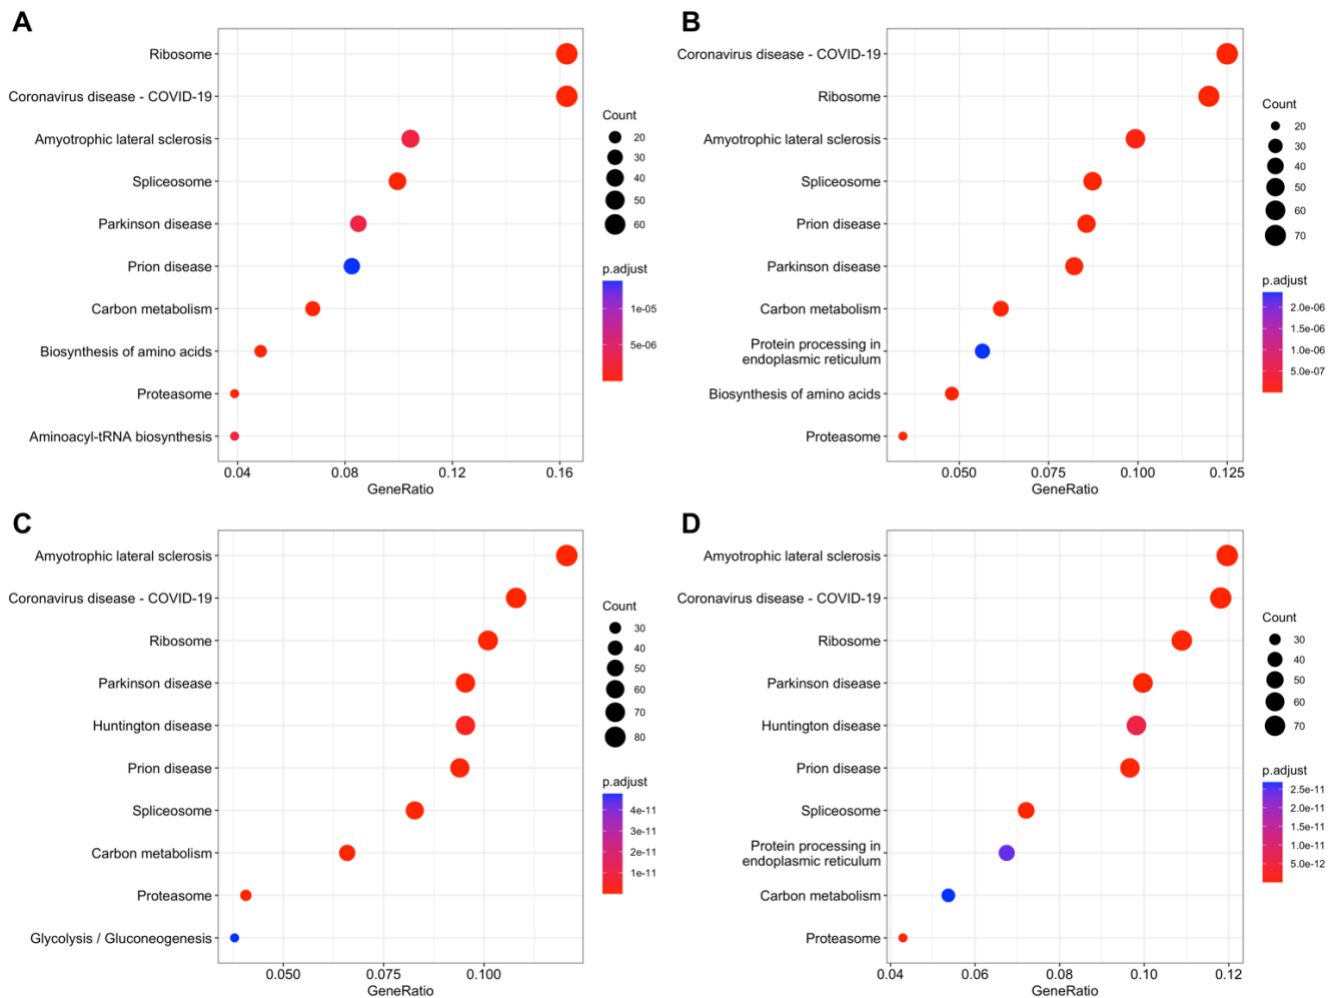 A
Ribosome
Coronavirus disease - COVID-19
Amyotrophic lateral sclerosis
Spliceosome
Parkinson disease
Prion disease
Carbon metabolism
Biosynthesis of amino acids
Proteasome
Aminoacyl-tRNA biosynthesis
0.04 0.08 0.12 0.16
GeneRatio
Count
20
30
40
50
60
p.adjust
1e-05
5e-06
B
Coronavirus disease - COVID-19
Ribosome
Amyotrophic lateral sclerosis
Spliceosome
Prion disease
Parkinson disease
Carbon metabolism
Protein processing in
endoplasmic reticulum
Biosynthesis of amino acids
Proteasome
0.050 0.075 0.100 0.125
GeneRatio
Count
20
30
40
50
60
70
p.adjust
2.0e-06
1.5e-06
1.0e-06
5.0e-07
C
Amyotrophic lateral sclerosis
Coronavirus disease - COVID-19
Ribosome
Parkinson disease
Huntington disease
Prion disease
Spliceosome
Carbon metabolism
Proteasome
Glycolysis / Gluconeogenesis
0.050 0.075 0.100
GeneRatio
Count
30
40
50
60
70
80
p.adjust
4e-11
3e-11
2e-11
1e-11
D
Amyotrophic lateral sclerosis
Coronavirus disease - COVID-19
Ribosome
Parkinson disease
Huntington disease
Prion disease
Spliceosome
Protein processing in
endoplasmic reticulum
Carbon metabolism
Proteasome
0.04 0.06 0.08 0.10 0.12
GeneRatio
Count
30
40
50
60
70
p.adjust
2.5e-11
2.0e-11
1.5e-11
1.0e-11
5.0e-12